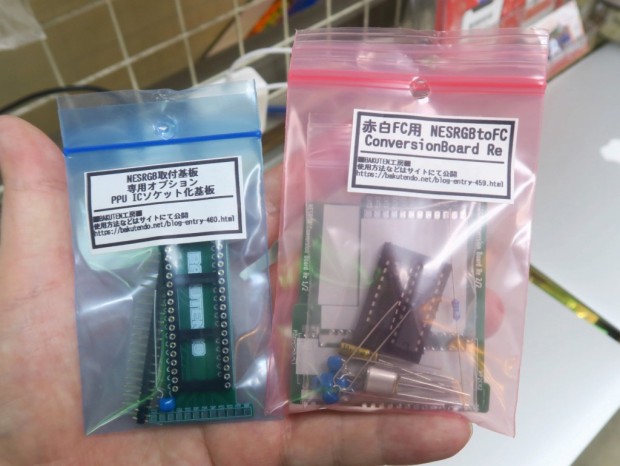 NESRGB取付基板
専用オプション
PPU ICソケット化基板
■BAKUTEN工房■
使用方法などはサイトにて公開
https://bakutendo.net/blog-entry-460.html
赤白FC用 NESRGBtoFC
ConversionBoard Re
■BAKUTEN工房■
使用方法などはサイトにて公開
https://bakutendo.net/blog-entry-459.html